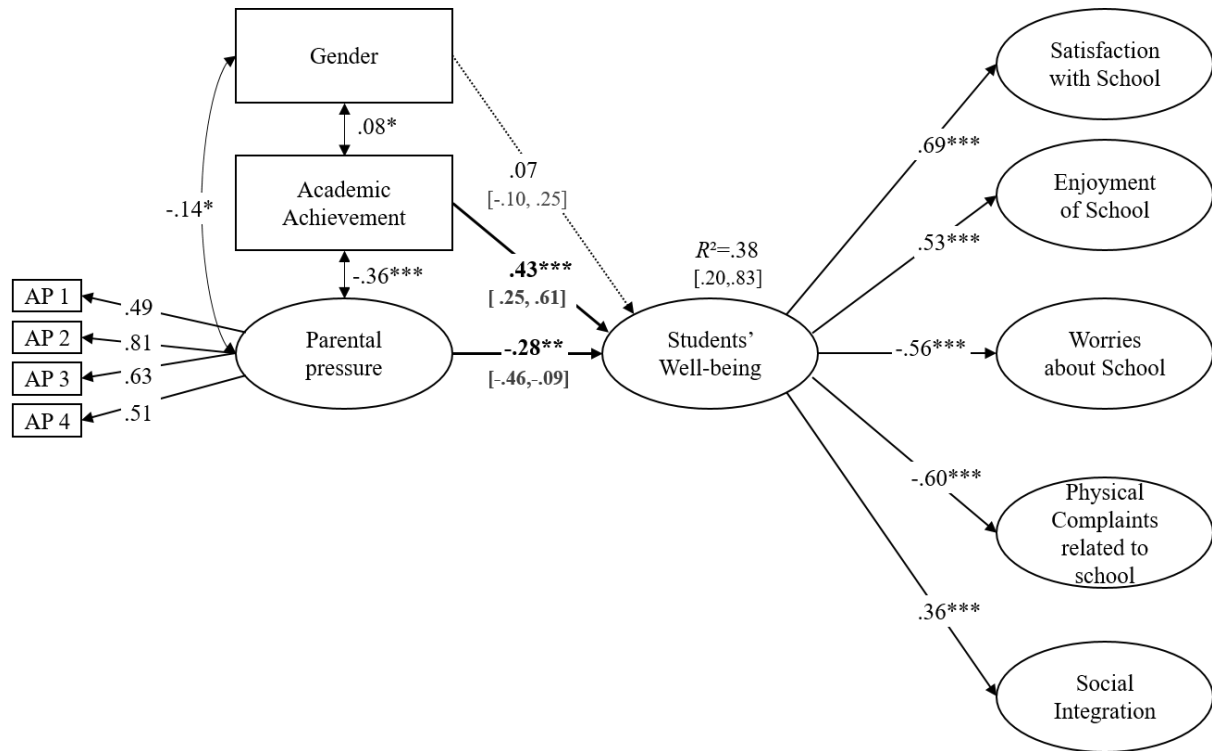 Gender
.08*
Academic
Achievement
-.14*
-.36***
AP 1
AP 2
AP 3
AP 4
.49
.81
.63
.51
Parental
pressure
.07
[-.10, .25]
.43***
[ .25, .61]
-.28**
[-.46,-.09]
R²=.38
[.20,.83]
Students’
Well-being
.69***
.53***
-.56***
-.60***
.36***
Satisfaction
with School
Enjoyment
of School
Worries
about School
Physical
Complaints
related to
school
Social
Integration